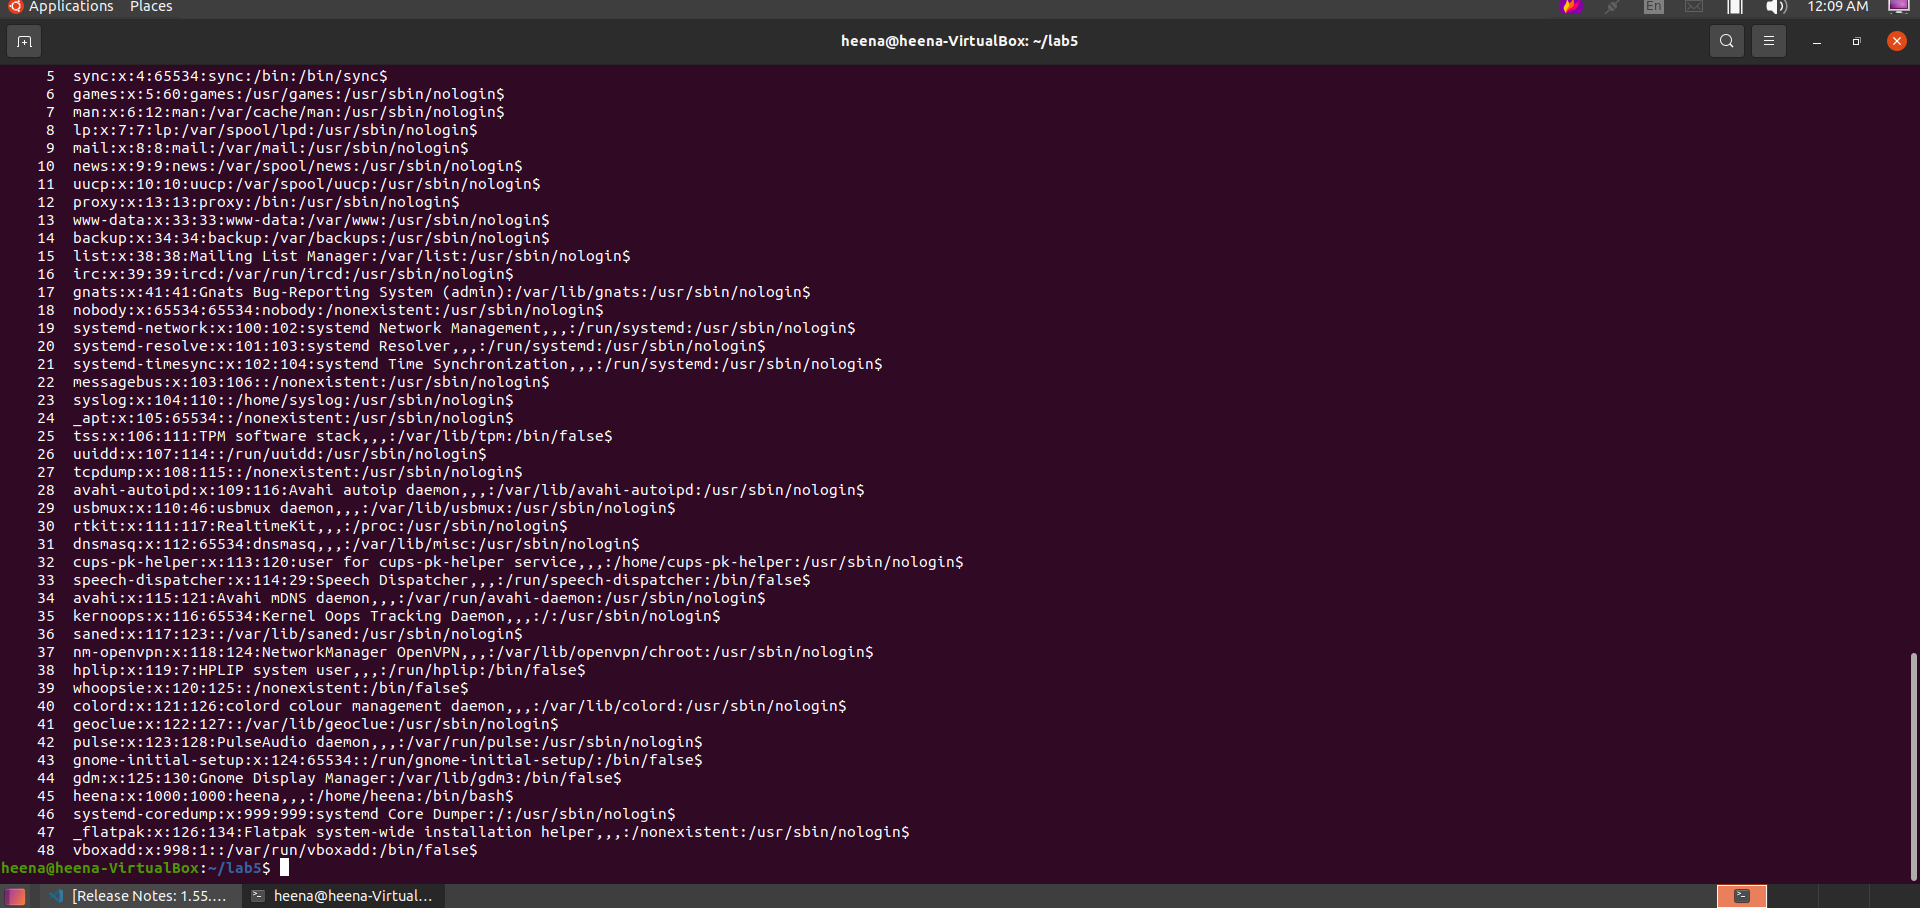 Applications Places En 12:09 AM
heena@heena-VirtualBox: ~/lab5
5 sync:x:4:65534:sync:/bin:/bin/sync$
6 games:x:5:60:games:/usr/games:/usr/sbin/nologin$
7 man:x:6:12:man:/var/cache/man:/usr/sbin/nologin$
8 lp:x:7:7:lp:/var/spool/lpd:/usr/sbin/nologin$
9 mail:x:8:8:mail:/var/mail:/usr/sbin/nologin$
10 news:x:9:9:news:/var/spool/news:/usr/sbin/nologin$
11 uucp:x:10:10:uucp:/var/spool/uucp:/usr/sbin/nologin$
12 proxy:x:13:13:proxy:/bin:/usr/sbin/nologin$
13 www-data:x:33:33:www-data:/var/www:/usr/sbin/nologin$
14 backup:x:34:34:backup:/var/backups:/usr/sbin/nologin$
15 list:x:38:38:Mailing List Manager:/var/list:/usr/sbin/nologin$
16 irc:x:39:39:ircd:/var/run/ircd:/usr/sbin/nologin$
17 gnats:x:41:41:Gnats Bug-Reporting System (admin):/var/lib/gnats:/usr/sbin/nologin$
18 nobody:x:65534:65534:nobody:/nonexistent:/usr/sbin/nologin$
19 systemd-network:x:100:102:systemd Network Management,,,:/run/systemd:/usr/sbin/nologin$
20 systemd-resolve:x:101:103:systemd Resolver,,,:/run/systemd:/usr/sbin/nologin$
21 systemd-timesync:x:102:104:systemd Time Synchronization,,,:/run/systemd:/usr/sbin/nologin$
22 messagebus:x:103:106::/nonexistent:/usr/sbin/nologin$
23 syslog:x:104:110::/home/syslog:/usr/sbin/nologin$
24 _apt:x:105:65534::/nonexistent:/usr/sbin/nologin$
25 tss:x:106:111:TPM software stack,,,:/var/lib/tpm:/bin/false$
26 uuidd:x:107:114::/run/uuidd:/usr/sbin/nologin$
27 tcpdump:x:108:115::/nonexistent:/usr/sbin/nologin$
28 avahi-autoipd:x:109:116:Avahi autoip daemon,,,:/var/lib/avahi-autoipd:/usr/sbin/nologin$
29 usbmux:x:110:46:usbmux daemon,,,:/var/lib/usbmux:/usr/sbin/nologin$
30 rtkit:x:111:117:RealtimeKit,,,:/proc:/usr/sbin/nologin$
31 dnsmasq:x:112:65534:dnsmasq,,,:/var/lib/misc:/usr/sbin/nologin$
32 cups-pk-helper:x:113:120:user for cups-pk-helper service,,,:/home/cups-pk-helper:/usr/sbin/nologin$
33 speech-dispatcher:x:114:29:Speech Dispatcher,,,:/run/speech-dispatcher:/bin/false$
34 avahi:x:115:121:Avahi mDNS daemon,,,:/var/run/avahi-daemon:/usr/sbin/nologin$
35 kernoops:x:116:65534:Kernel Oops Tracking Daemon,,,:/:/usr/sbin/nologin$
36 saned:x:117:123::/var/lib/saned:/usr/sbin/nologin$
37 nm-openvpn:x:118:124:NetworkManager OpenVPN,,,:/var/lib/openvpn/chroot:/usr/sbin/nologin$
38 hplip:x:119:7:HPLIP system user,,,:/run/hplip:/bin/false$
39 whoopsie:x:120:125::/nonexistent:/bin/false$
40 colord:x:121:126:colord colour management daemon,,,:/var/lib/colord:/usr/sbin/nologin$
41 geoclue:x:122:127::/var/lib/geoclue:/usr/sbin/nologin$
42 pulse:x:123:128:PulseAudio daemon,,,:/var/run/pulse:/usr/sbin/nologin$
43 gnome-initial-setup:x:124:65534::/run/gnome-initial-setup/:/bin/false$
44 gdm:x:125:130:Gnome Display Manager:/var/lib/gdm3:/bin/false$
45 heena:x:1000:1000:heena,,,:/home/heena:/bin/bash$
46 systemd-coredump:x:999:999:systemd Core Dumper:/:/usr/sbin/nologin$
47 _flatpak:x:126:134:Flatpak system-wide installation helper,,,:/nonexistent:/usr/sbin/nologin$
48 vboxadd:x:998:1::/var/run/vboxadd:/bin/false$
heena@heena-VirtualBox:~/lab5$
[Release Notes: 1.55.... heena@heena-Virtual...